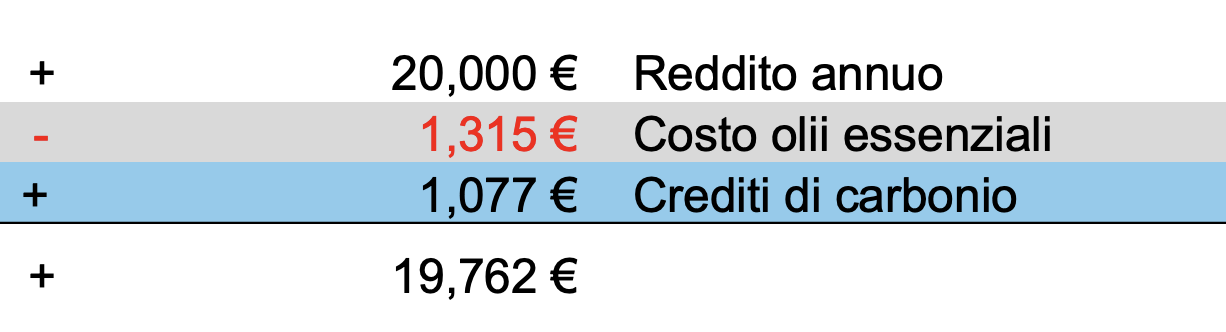 + 20,000 € Reddito annuo
- 1,315 € Costo olii essenziali
+ 1,077 € Crediti di carbonio
+ 19,762 €